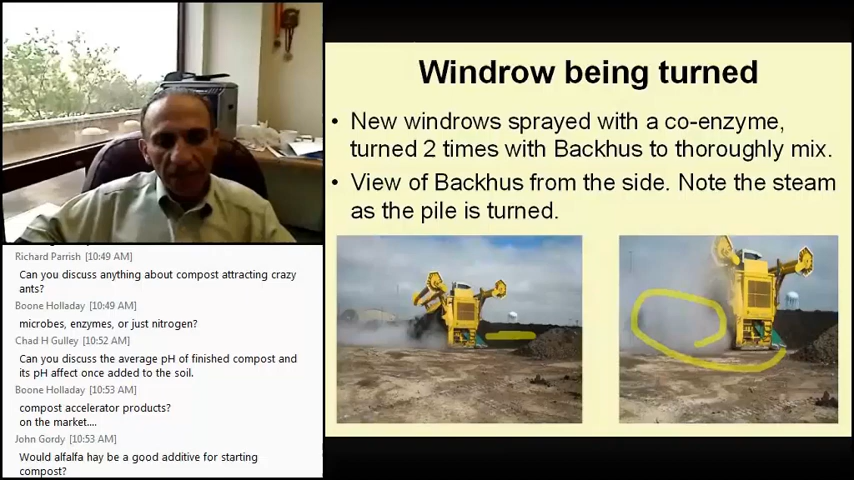 Windrow being turned
• New windrows sprayed with a co-enzyme,
turned 2 times with Backhus to thoroughly mix.
• View of Backhus from the side. Note the steam
as the pile is turned.
Richard Parrish [10:49 AM]
Can you discuss anything about compost attracting crazy
ants?
Boone Holladay [10:49 AM]
microbes, enzymes, or just nitrogen?
Chad H Gulley [10:52 AM]
Can you discuss the average pH of finished compost and
its pH affect once added to the soil.
Boone Holladay [10:53 AM]
compost accelerator products?
on the market....
John Gordy [10:53 AM]
Would alfalfa hay be a good additive for starting
compost?